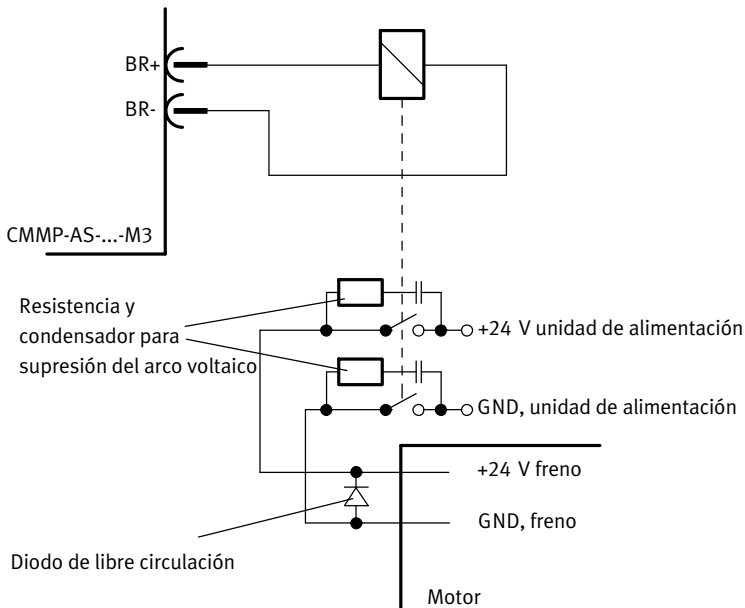 BR+
BR-
CMMP-AS-...-M3
Resistencia y
condensador para
supresión del arco voltaico
+24 V unidad de alimentación
GND, unidad de alimentación
+24 V freno
GND, freno
Diodo de libre circulación
Motor